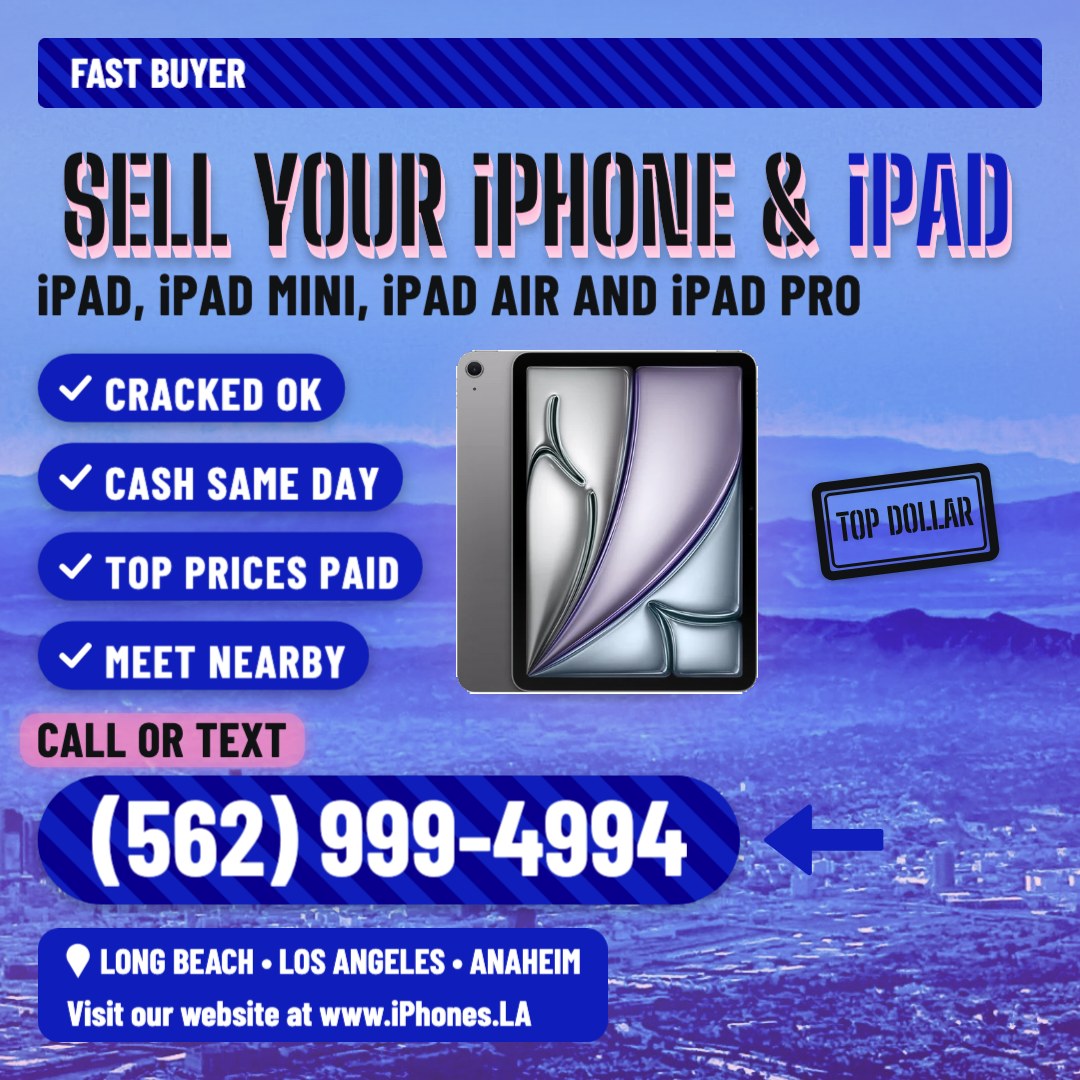 FAST BUYER
SELL YOUR iPHONE & iPAD
iPAD, iPAD MINI, iPAD AIR AND iPAD PRO
CRACKED OK
CASH SAME DAY
TOP PRICES PAID
MEET NEARBY
TOP DOLLAR
CALL OR TEXT
(562) 999-4994
LONG BEACH • LOS ANGELES • ANAHEIM
Visit our website at www.iPhones.LA